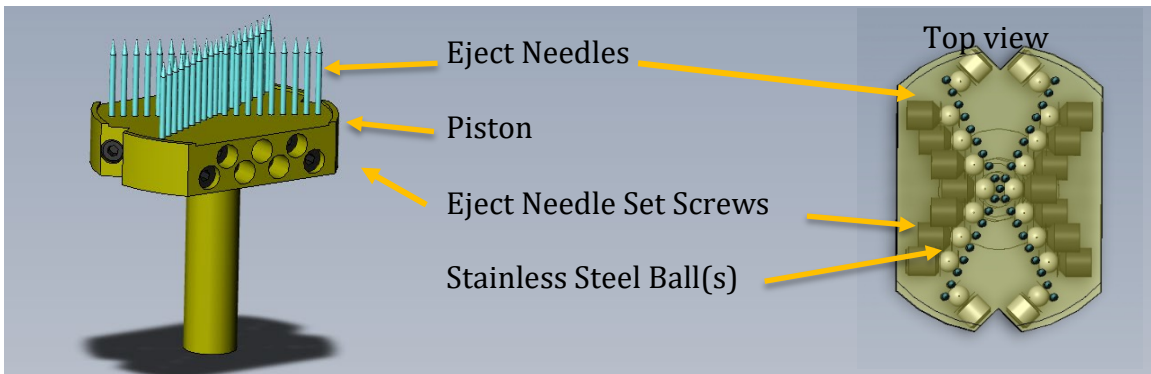 Top view
Eject Needles
Piston
Eject Needle Set Screws
Stainless Steel Ball(s)